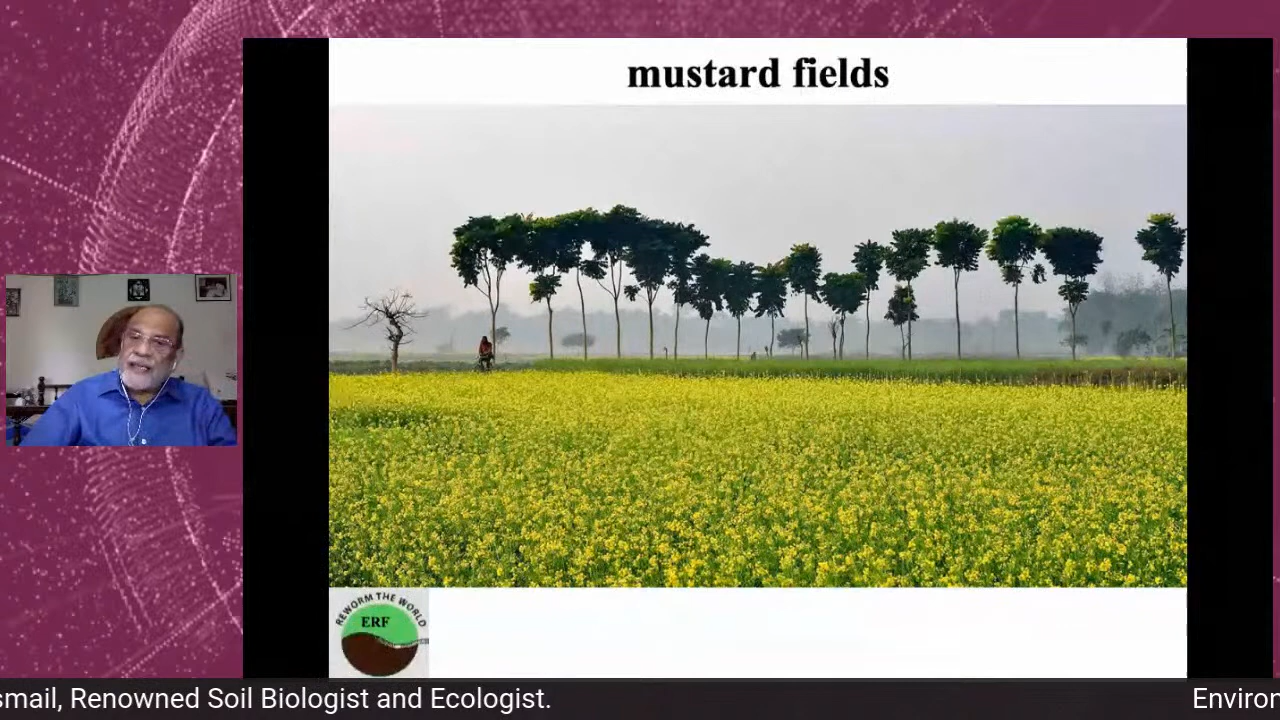 mustard fields
REWORM THE WORLD
ERF
smail, Renowned Soil Biologist and Ecologist.
Environ